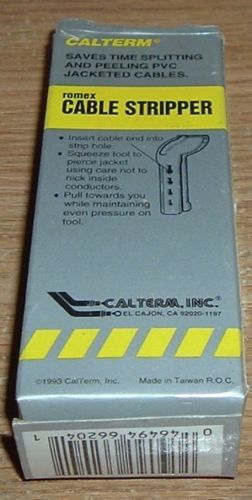 CALTERM®
SAVES TIME SPLITTING
AND PEELING PVC
JACKETED CABLES.
romex
CABLE STRIPPER
• Insert cable end into
strip hole.
• Squeeze tool to
pierce jacket
using care not to
nick inside
conductors.
• Pull towards you
while maintaining
even pressure on
tool.
CALTERM, INC.
EL CAJON, CA 92020-1197
©1993 CalTerm, Inc.
Made in Taiwan R.O.C.
0 46494 66204 1